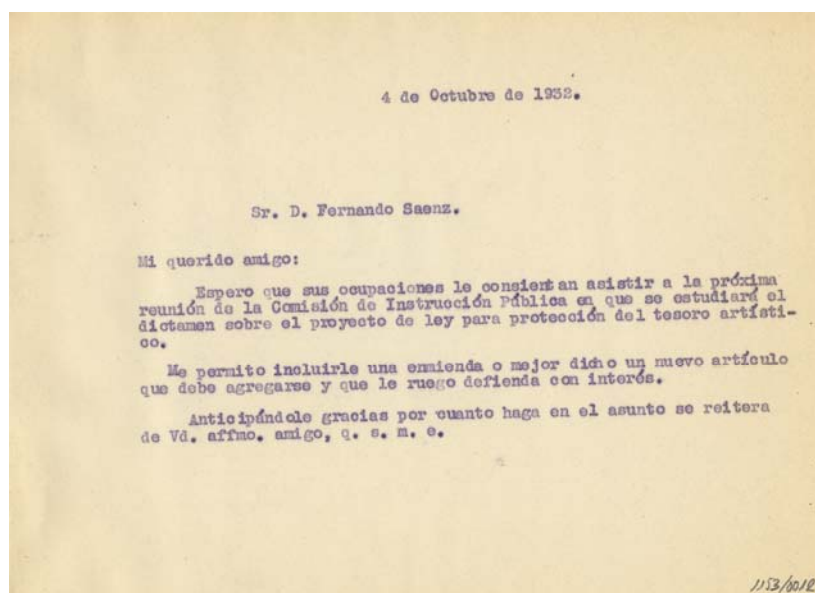 4 de Octubre de 1932.
Sr. D. Fernando Saenz.
Mi querido amigo:
Espero que sus ocupaciones le consientan asistir a la próxima
reunión de la Comisión de Instrucción Pública en que se estudiará el
dictamen sobre el proyecto de ley para protección del tesoro artísti-
co.
Me permito incluirle una enmienda o mejor dicho un nuevo artículo
que debe agregarse y que le ruego defienda con interés.
Anticipándole gracias por cuanto haga en el asunto se reitera
de Vd. affmo. amigo, q. s. m. e.